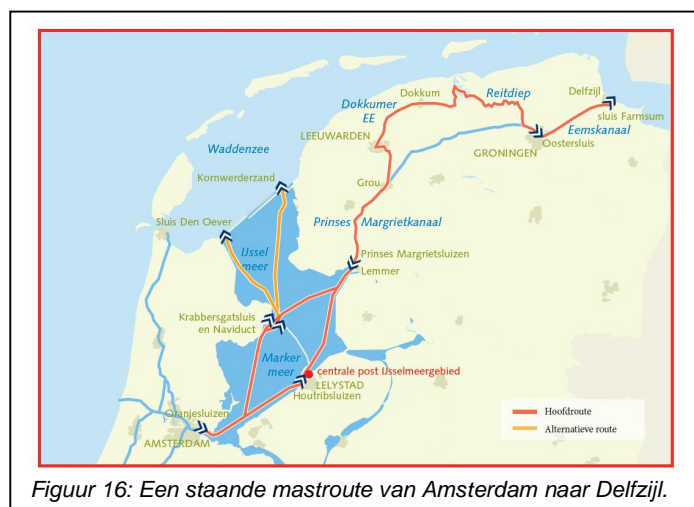 Dokkum
Reitdiep
Delfzijl
Dokkumer
EE
sluis Farmsum
LEEUWARDEN
Eemskanaal
Oostersluis
GRONINGEN
Waddenzee
Kornwerderzand
Grou
Sluis Den Oever
Prinses Margrietkanaal
IJssel
meer
Prinses Margrietsluizen
Lemmer
Krabbersgatsluis
en Naviduct
Marker
meer
centrale post IJsselmeergebied
LELYSTAD
Houtribsluizen
Oranjesluizen
AMSTERDAM
Hoofdroute
Alternatieve route
Figuur 16: Een staande mastroute van Amsterdam naar Delfzijl.